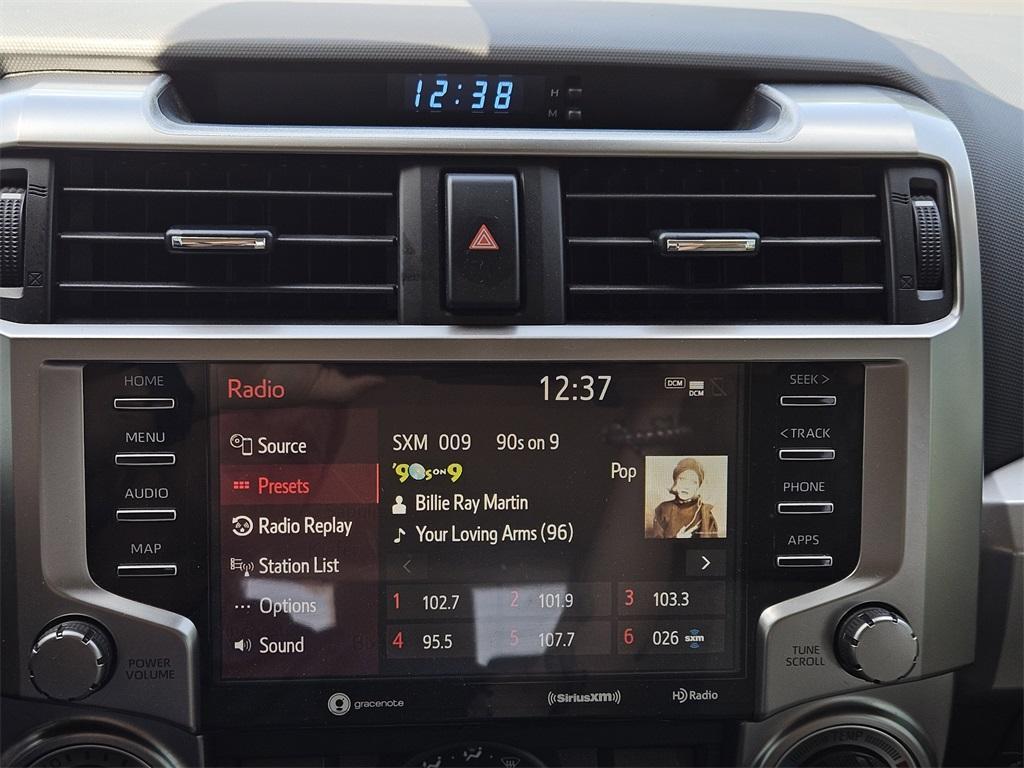 12:38
H
M
HOME
MENU
AUDIO
MAP
POWER
VOLUME
Radio
12:37
DCM
DCM
Source
Presets
Radio Replay
Station List
Options
Sound
SXM 009 90s on 9
'90s ON 9
Pop
Billie Ray Martin
Your Loving Arms (96)
1 102.7
2 101.9
3 103.3
4 95.5
5 107.7
6 026 sxm
gracenote
((SiriusXM))
HD Radio
SEEK >
< TRACK
PHONE
APPS
TUNE
SCROLL
TEMP